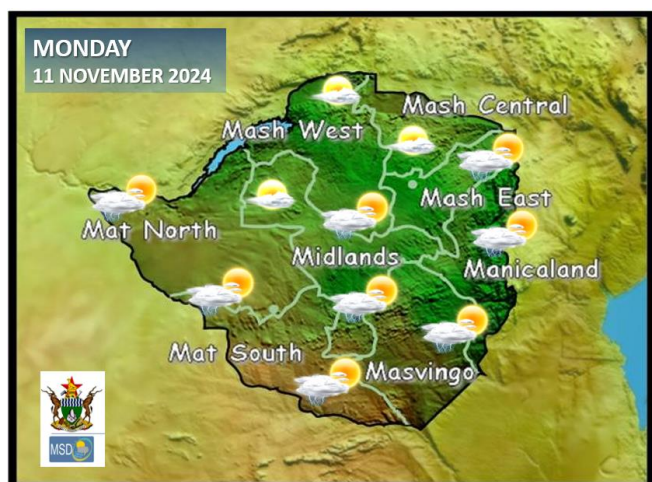 MONDAY
11 NOVEMBER 2024
Mash Central
Mash West
Mash East
Mat North
Midlands
Manicaland
Mat South
Masvingo
MSD